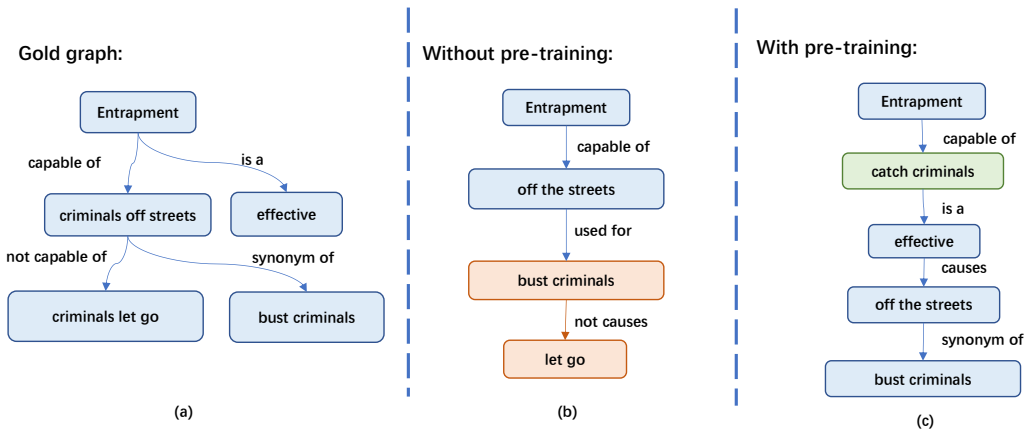 Gold graph:
Entrapment
capable of
is a
criminals off streets
effective
not capable of
synonym of
criminals let go
bust criminals
(a)
Without pre-training:
Entrapment
capable of
off the streets
used for
bust criminals
not causes
let go
(b)
With pre-training:
Entrapment
capable of
catch criminals
is a
effective
causes
off the streets
synonym of
bust criminals
(c)